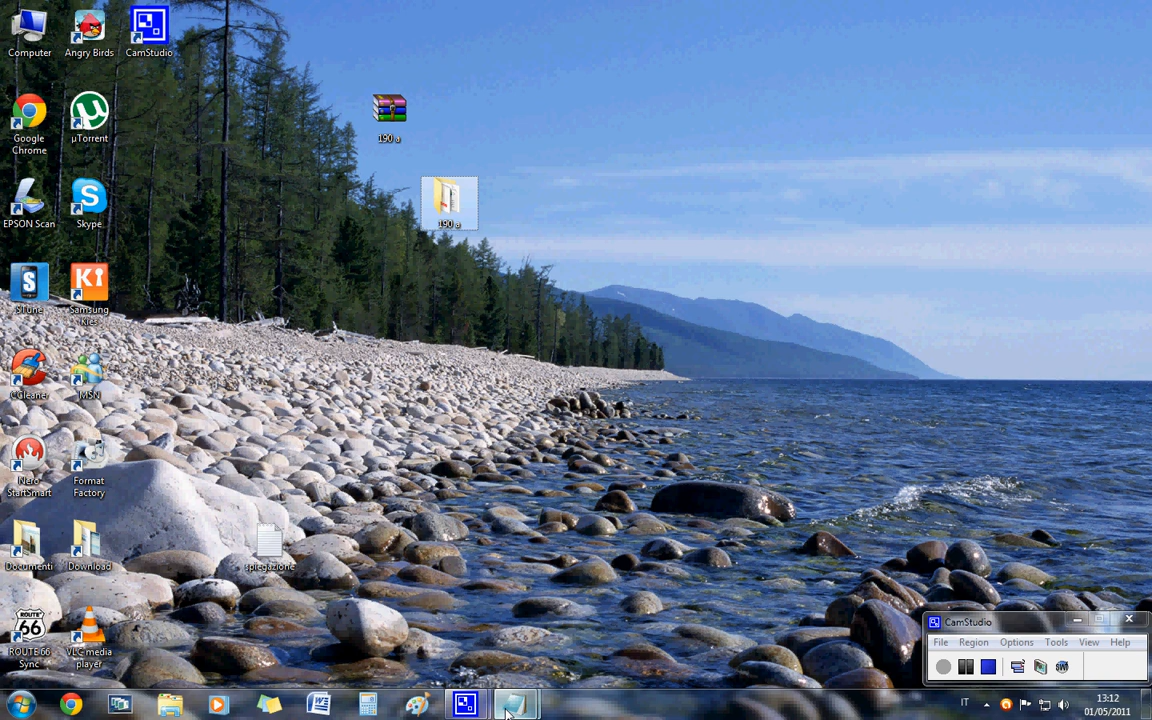 Computer
Angry Birds
CamStudio
Google
Chrome
µTorrent
EPSON Scan
Skype
STune
Samsung
Kies
CCleaner
MSN
Nero
StartSmart
Format
Factory
Documenti
Download
ROUTE 66
Sync
VLC media
player
190 a
190 a
spiegazione
CamStudio
File Region Options Tools View Help
IT
13:12
01/05/2011